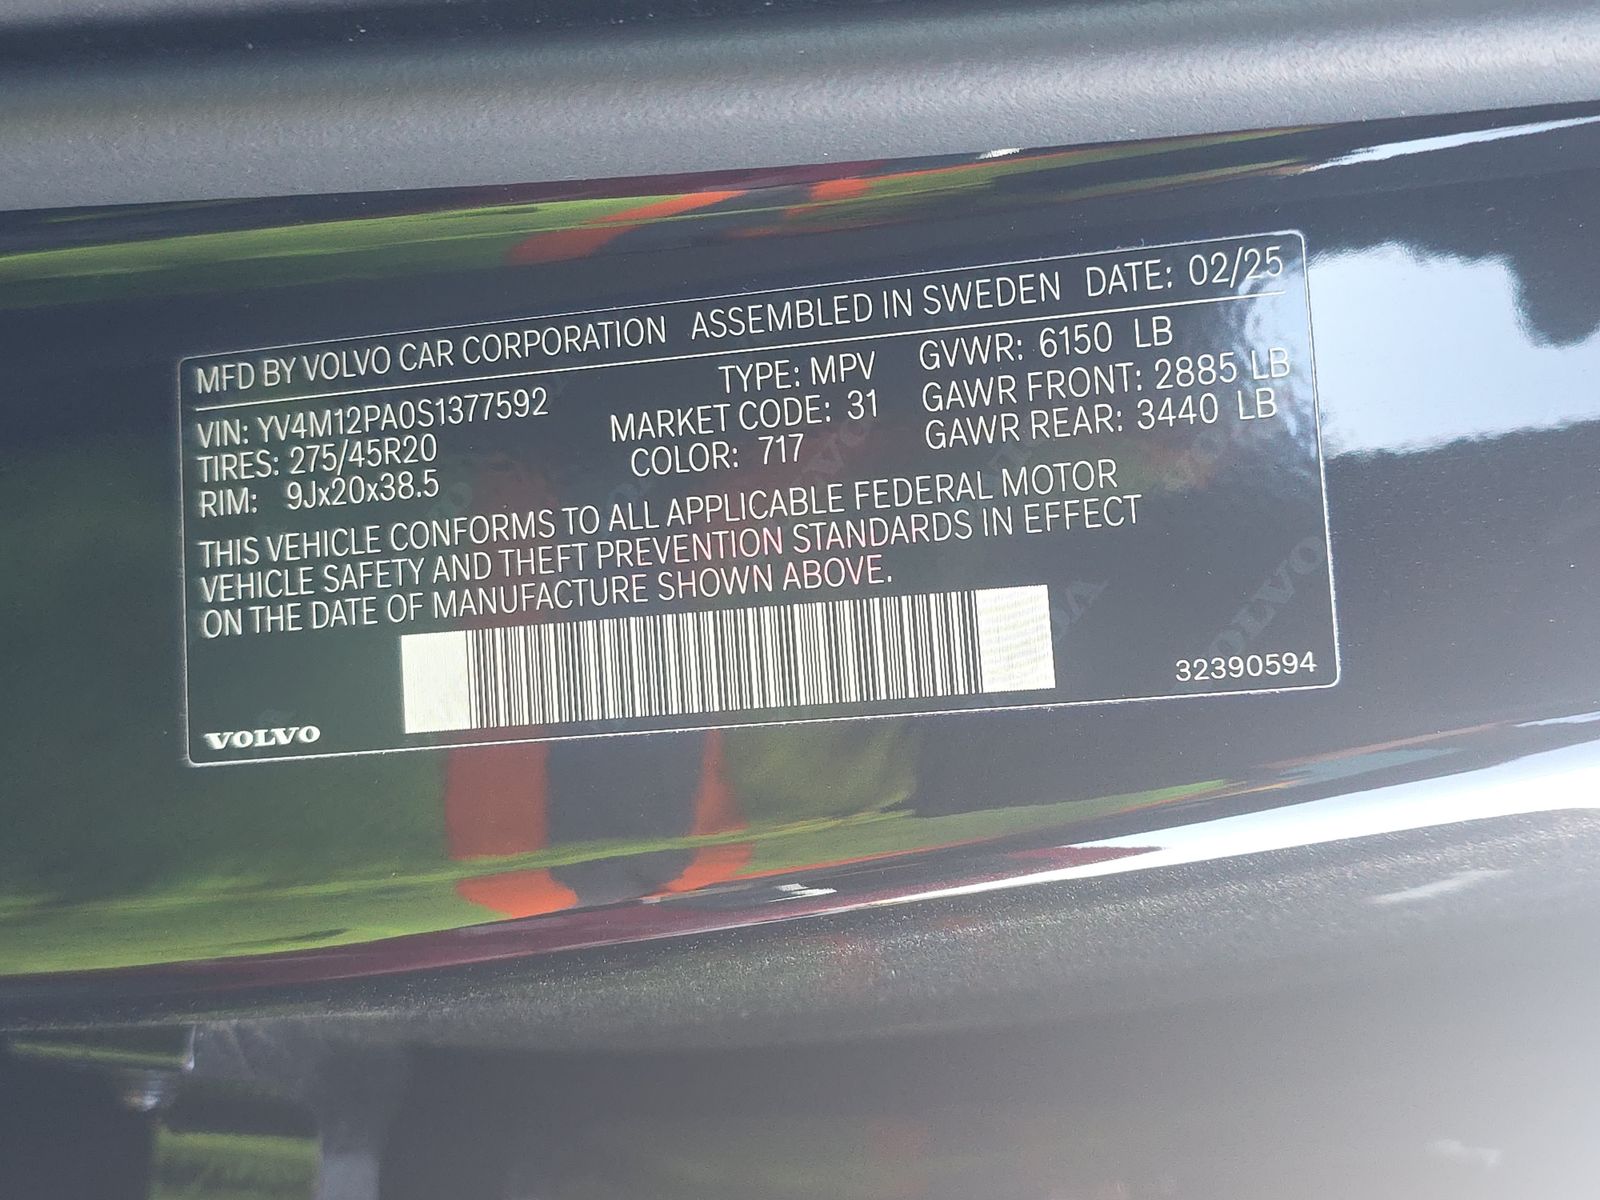 MFD BY VOLVO CAR CORPORATION ASSEMBLED IN SWEDEN DATE: 02/25
VIN: YV4M12PA0S1377592 TYPE: MPV GVWR: 6150 LB
TIRES: 275/45R20 MARKET CODE: 31 GAWR FRONT: 2885 LB
RIM: 9Jx20x38.5 COLOR: 717 GAWR REAR: 3440 LB
THIS VEHICLE CONFORMS TO ALL APPLICABLE FEDERAL MOTOR
VEHICLE SAFETY AND THEFT PREVENTION STANDARDS IN EFFECT
ON THE DATE OF MANUFACTURE SHOWN ABOVE.
32390594
VOLVO